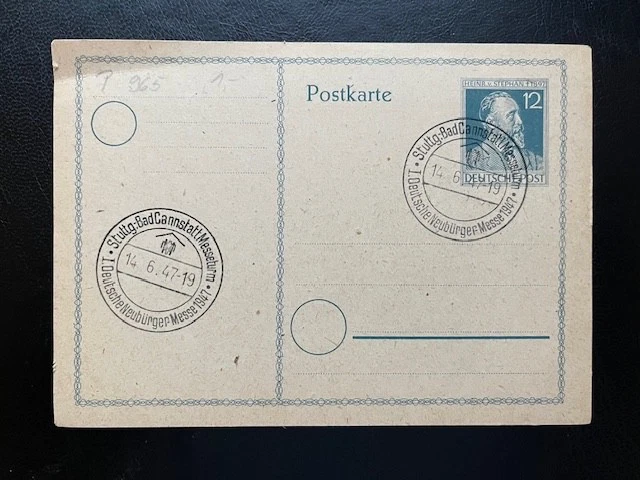 P 965 1-
Postkarte
HEINR. v. STEPHAN † 1897
12
DEUTSCHE POST
Stuttg.-Bad Cannstatt, Messeturm
14.6.47-19
I. Deutsche Neubürger-Messe 1947
Stuttg.-Bad Cannstatt, Messeturm
14.6.47-19
I. Deutsche Neubürger-Messe 1947